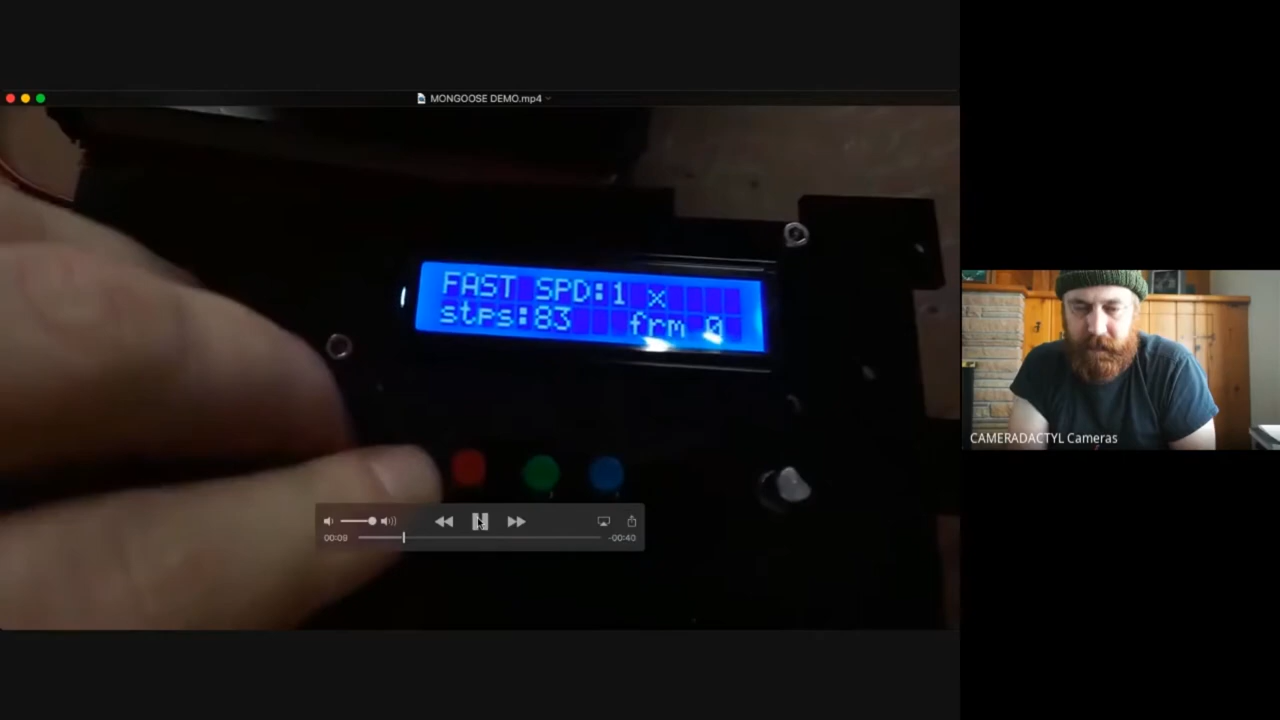 MONGOOSE DEMO.mp4
FAST SPD:1 x
stps:83 frm 0
00:09
-00:40
CAMERADACTYL Cameras